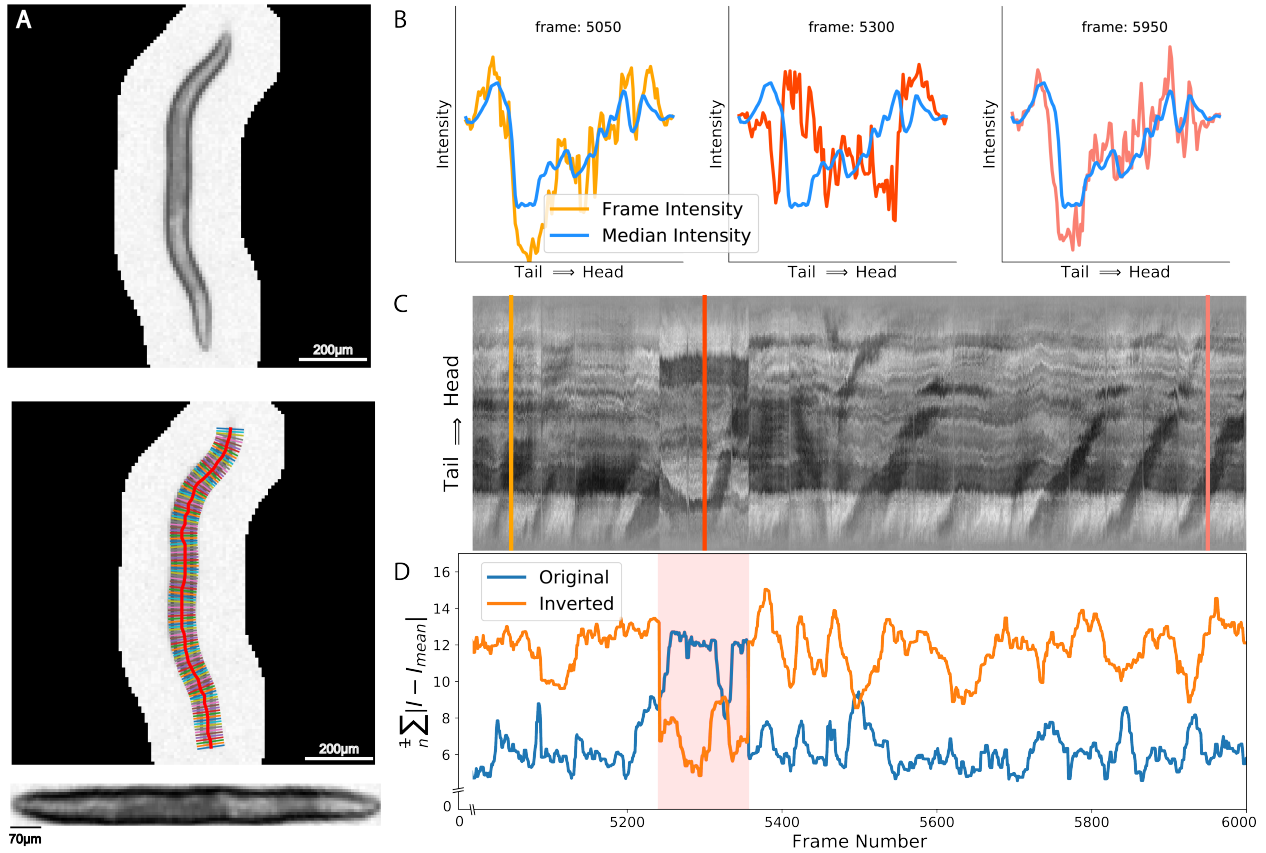 A
200µm
200µm
70µm
B
frame: 5050
frame: 5300
frame: 5950
Intensity
Intensity
Intensity
Frame Intensity
Median Intensity
Tail ⟹ Head
Tail ⟹ Head
Tail ⟹ Head
C
Tail ⟹ Head
D
Original
Inverted
16
14
12
10
8
6
0
1/n ∑|I − I_mean|
0
5200
5400
5600
5800
6000
Frame Number